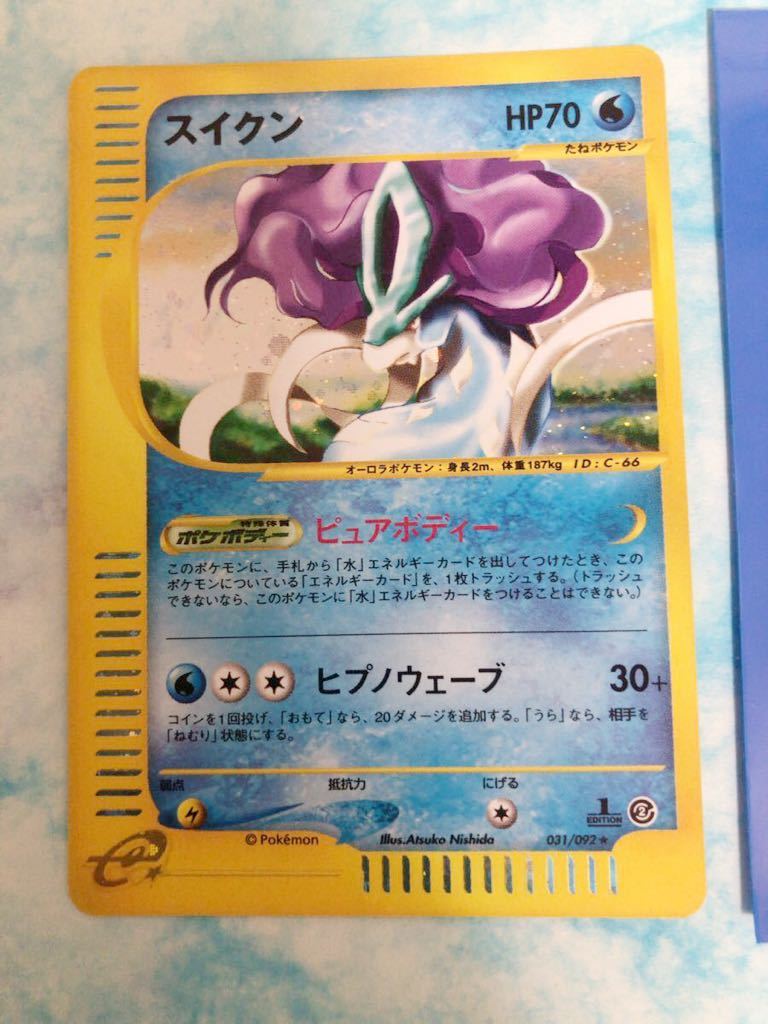 スイクン
HP70
たねポケモン
オーロラポケモン：身長2m、体重187kg ID：C-66
特殊体質
ポケボディー
ピュアボディー
このポケモンに、手札から「水」エネルギーカードを出してつけたとき、この
ポケモンについている「エネルギーカード」を、1枚トラッシュする。（トラッシュ
できないなら、このポケモンに「水」エネルギーカードをつけることはできない。）
ヒプノウェーブ 30+
コインを1回投げ、「おもて」なら、20ダメージを追加する。「うら」なら、相手を
「ねむり」状態にする。
弱点 抵抗力 にげる
1
EDITION
2
©Pokémon Illus.Atsuko Nishida 031/092★
e